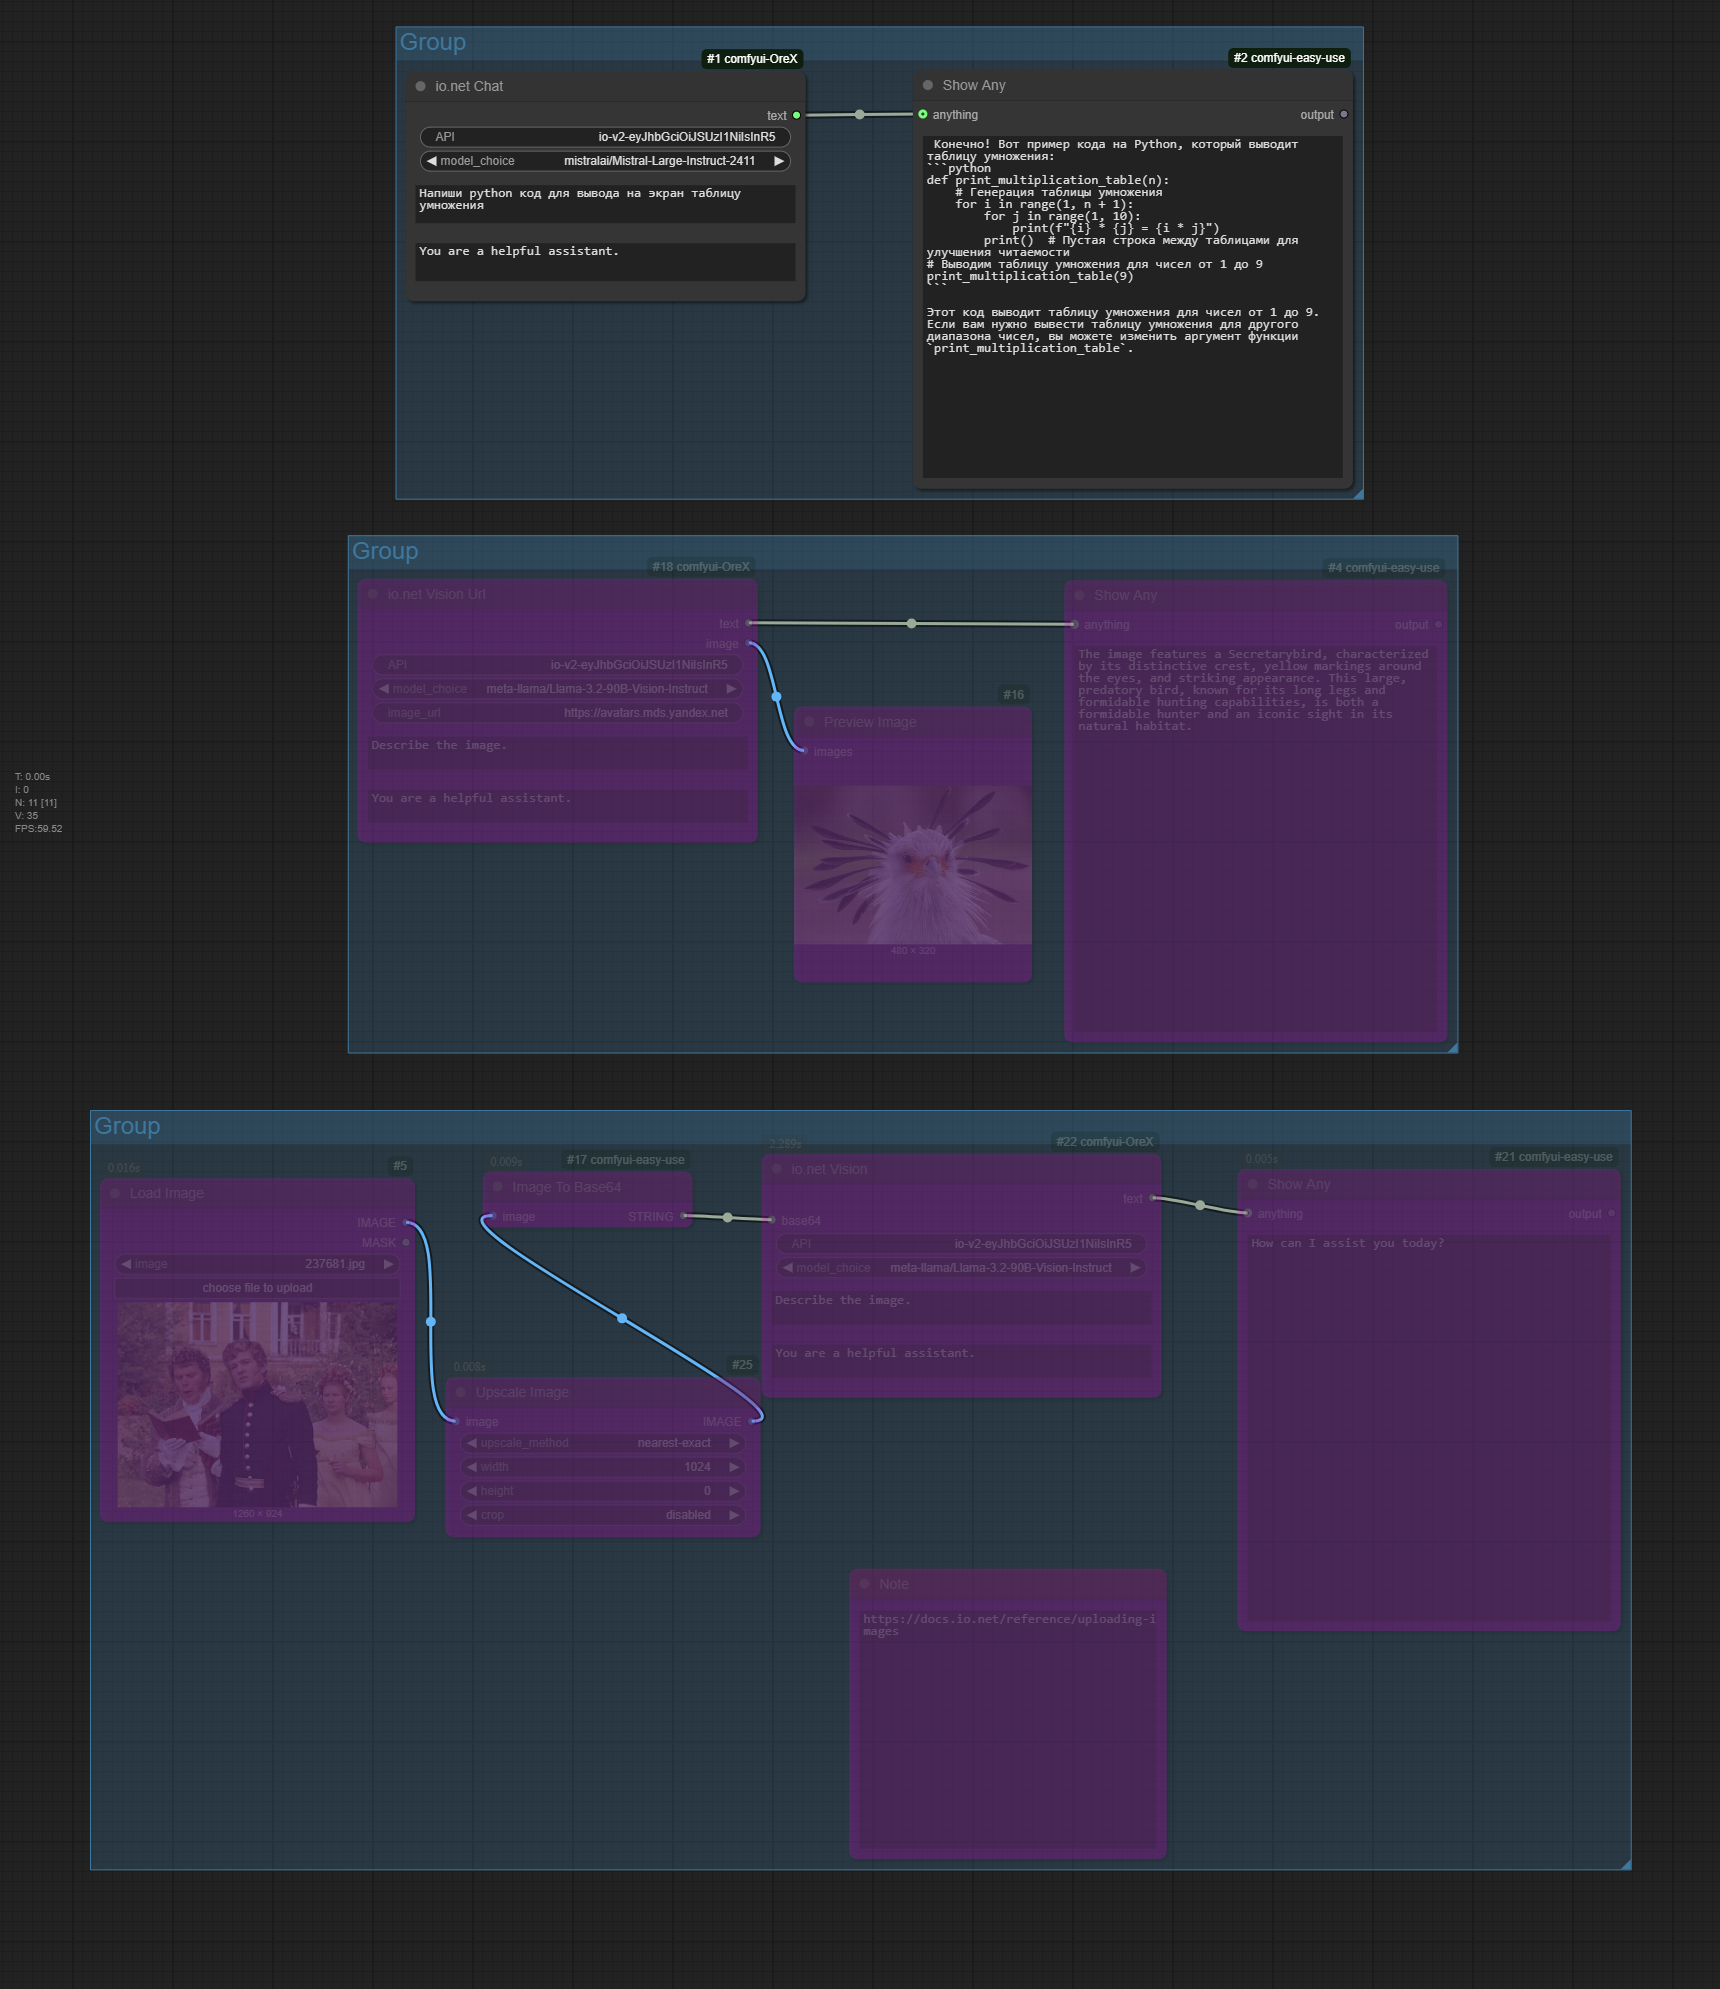 Group
#1 comfyui-OreX
#2 comfyui-easy-use
io.net Chat
text
API
io-v2-eyJhbGciOiJSUzI1NiIsInR5
model_choice
mistralai/Mistral-Large-Instruct-2411
Напиши python код для вывода на экран таблицу
умножения
You are a helpful assistant.
Show Any
anything
output
Конечно! Вот пример кода на Python, который выводит
таблицу умножения:
```python
def print_multiplication_table(n):
    # Генерация таблицы умножения
    for i in range(1, n + 1):
        for j in range(1, 10):
            print(f"{i} * {j} = {i * j}")
        print()  # Пустая строка между таблицами для
улучшения читаемости
# Выводим таблицу умножения для чисел от 1 до 9
print_multiplication_table(9)
```
Этот код выводит таблицу умножения для чисел от 1 до 9.
Если вам нужно вывести таблицу умножения для другого
диапазона чисел, вы можете изменить аргумент функции
`print_multiplication_table`.
Group
#18 comfyui-OreX
#4 comfyui-easy-use
io.net Vision Url
text
image
API
io-v2-eyJhbGciOiJSUzI1NiIsInR5
model_choice
meta-llama/Llama-3.2-90B-Vision-Instruct
image_url
https://avatars.mds.yandex.net
Describe the image.
You are a helpful assistant.
#16
Preview Image
images
480 × 320
Show Any
anything
output
The image features a Secretarybird, characterized
by its distinctive crest, yellow markings around
the eyes, and striking appearance. This large,
predatory bird, known for its long legs and
formidable hunting capabilities, is both a
formidable hunter and an iconic sight in its
natural habitat.
T: 0.00s
I: 0
N: 11 [11]
V: 35
FPS:59.52
Group
0.016s
#5
Load Image
IMAGE
MASK
image
237681.jpg
choose file to upload
1260 × 924
0.009s
#17 comfyui-easy-use
Image To Base64
image
STRING
0.008s
#25
Upscale Image
image
IMAGE
upscale_method
nearest-exact
width
1024
height
0
crop
disabled
2.289s
#22 comfyui-OreX
io.net Vision
text
base64
API
io-v2-eyJhbGciOiJSUzI1NiIsInR5
model_choice
meta-llama/Llama-3.2-90B-Vision-Instruct
Describe the image.
You are a helpful assistant.
0.005s
#21 comfyui-easy-use
Show Any
anything
output
How can I assist you today?
Note
https://docs.io.net/reference/uploading-i
mages